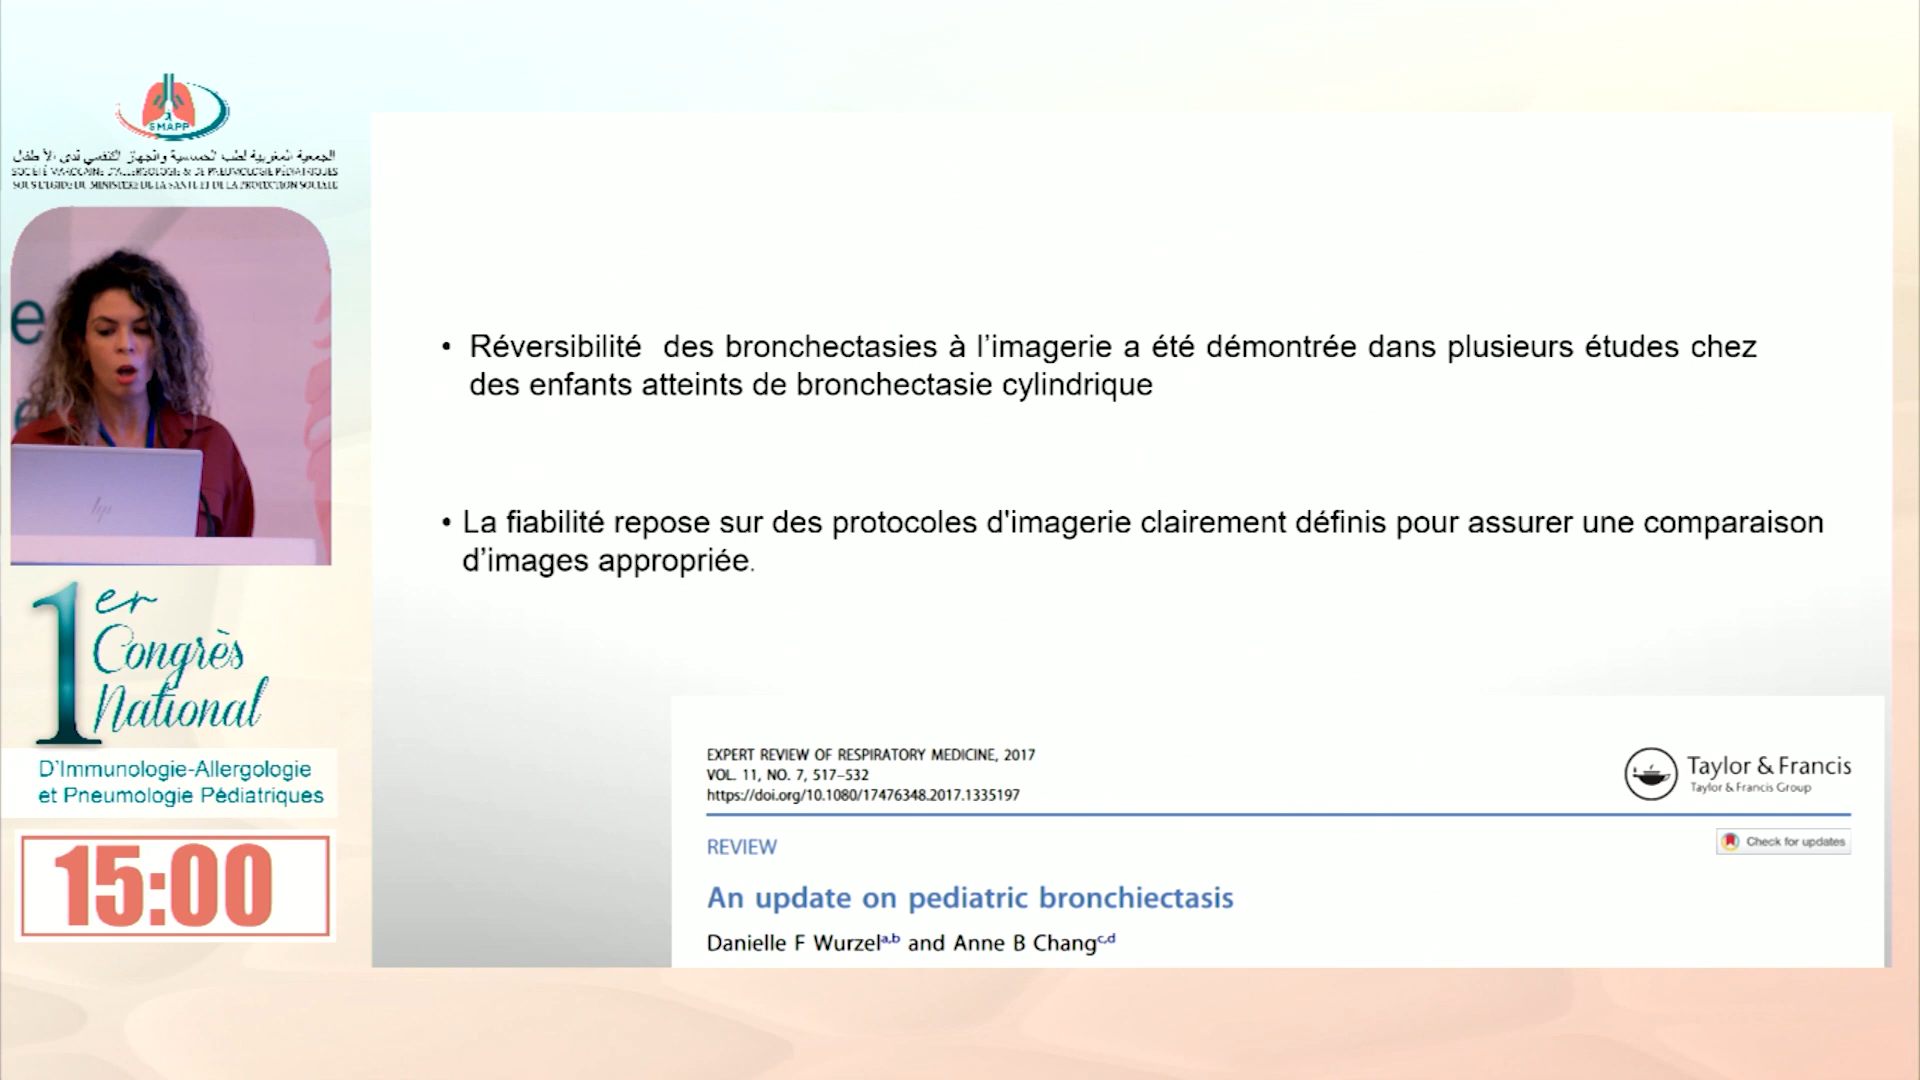 SMAPP
الجمعية المغربية لطب الحساسية والجهاز التنفسي لدى الأطفال
SOCIÉTÉ MAROCAINE D'ALLERGOLOGIE & DE PNEUMOLOGIE PÉDIATRIQUES
SOUS L'EGIDE DU MINISTERE DE LA SANTE ET DE LA PROTECTION SOCIALE
e
hp
1er
Congrès
National
D'Immunologie-Allergologie
et Pneumologie Pédiatriques
15:00
• Réversibilité des bronchectasies à l'imagerie a été démontrée dans plusieurs études chez
des enfants atteints de bronchectasie cylindrique
• La fiabilité repose sur des protocoles d'imagerie clairement définis pour assurer une comparaison
d'images appropriée.
EXPERT REVIEW OF RESPIRATORY MEDICINE, 2017
VOL. 11, NO. 7, 517–532
https://doi.org/10.1080/17476348.2017.1335197
Taylor & Francis
Taylor & Francis Group
REVIEW
Check for updates
An update on pediatric bronchiectasis
Danielle F Wurzela,b and Anne B Changc,d